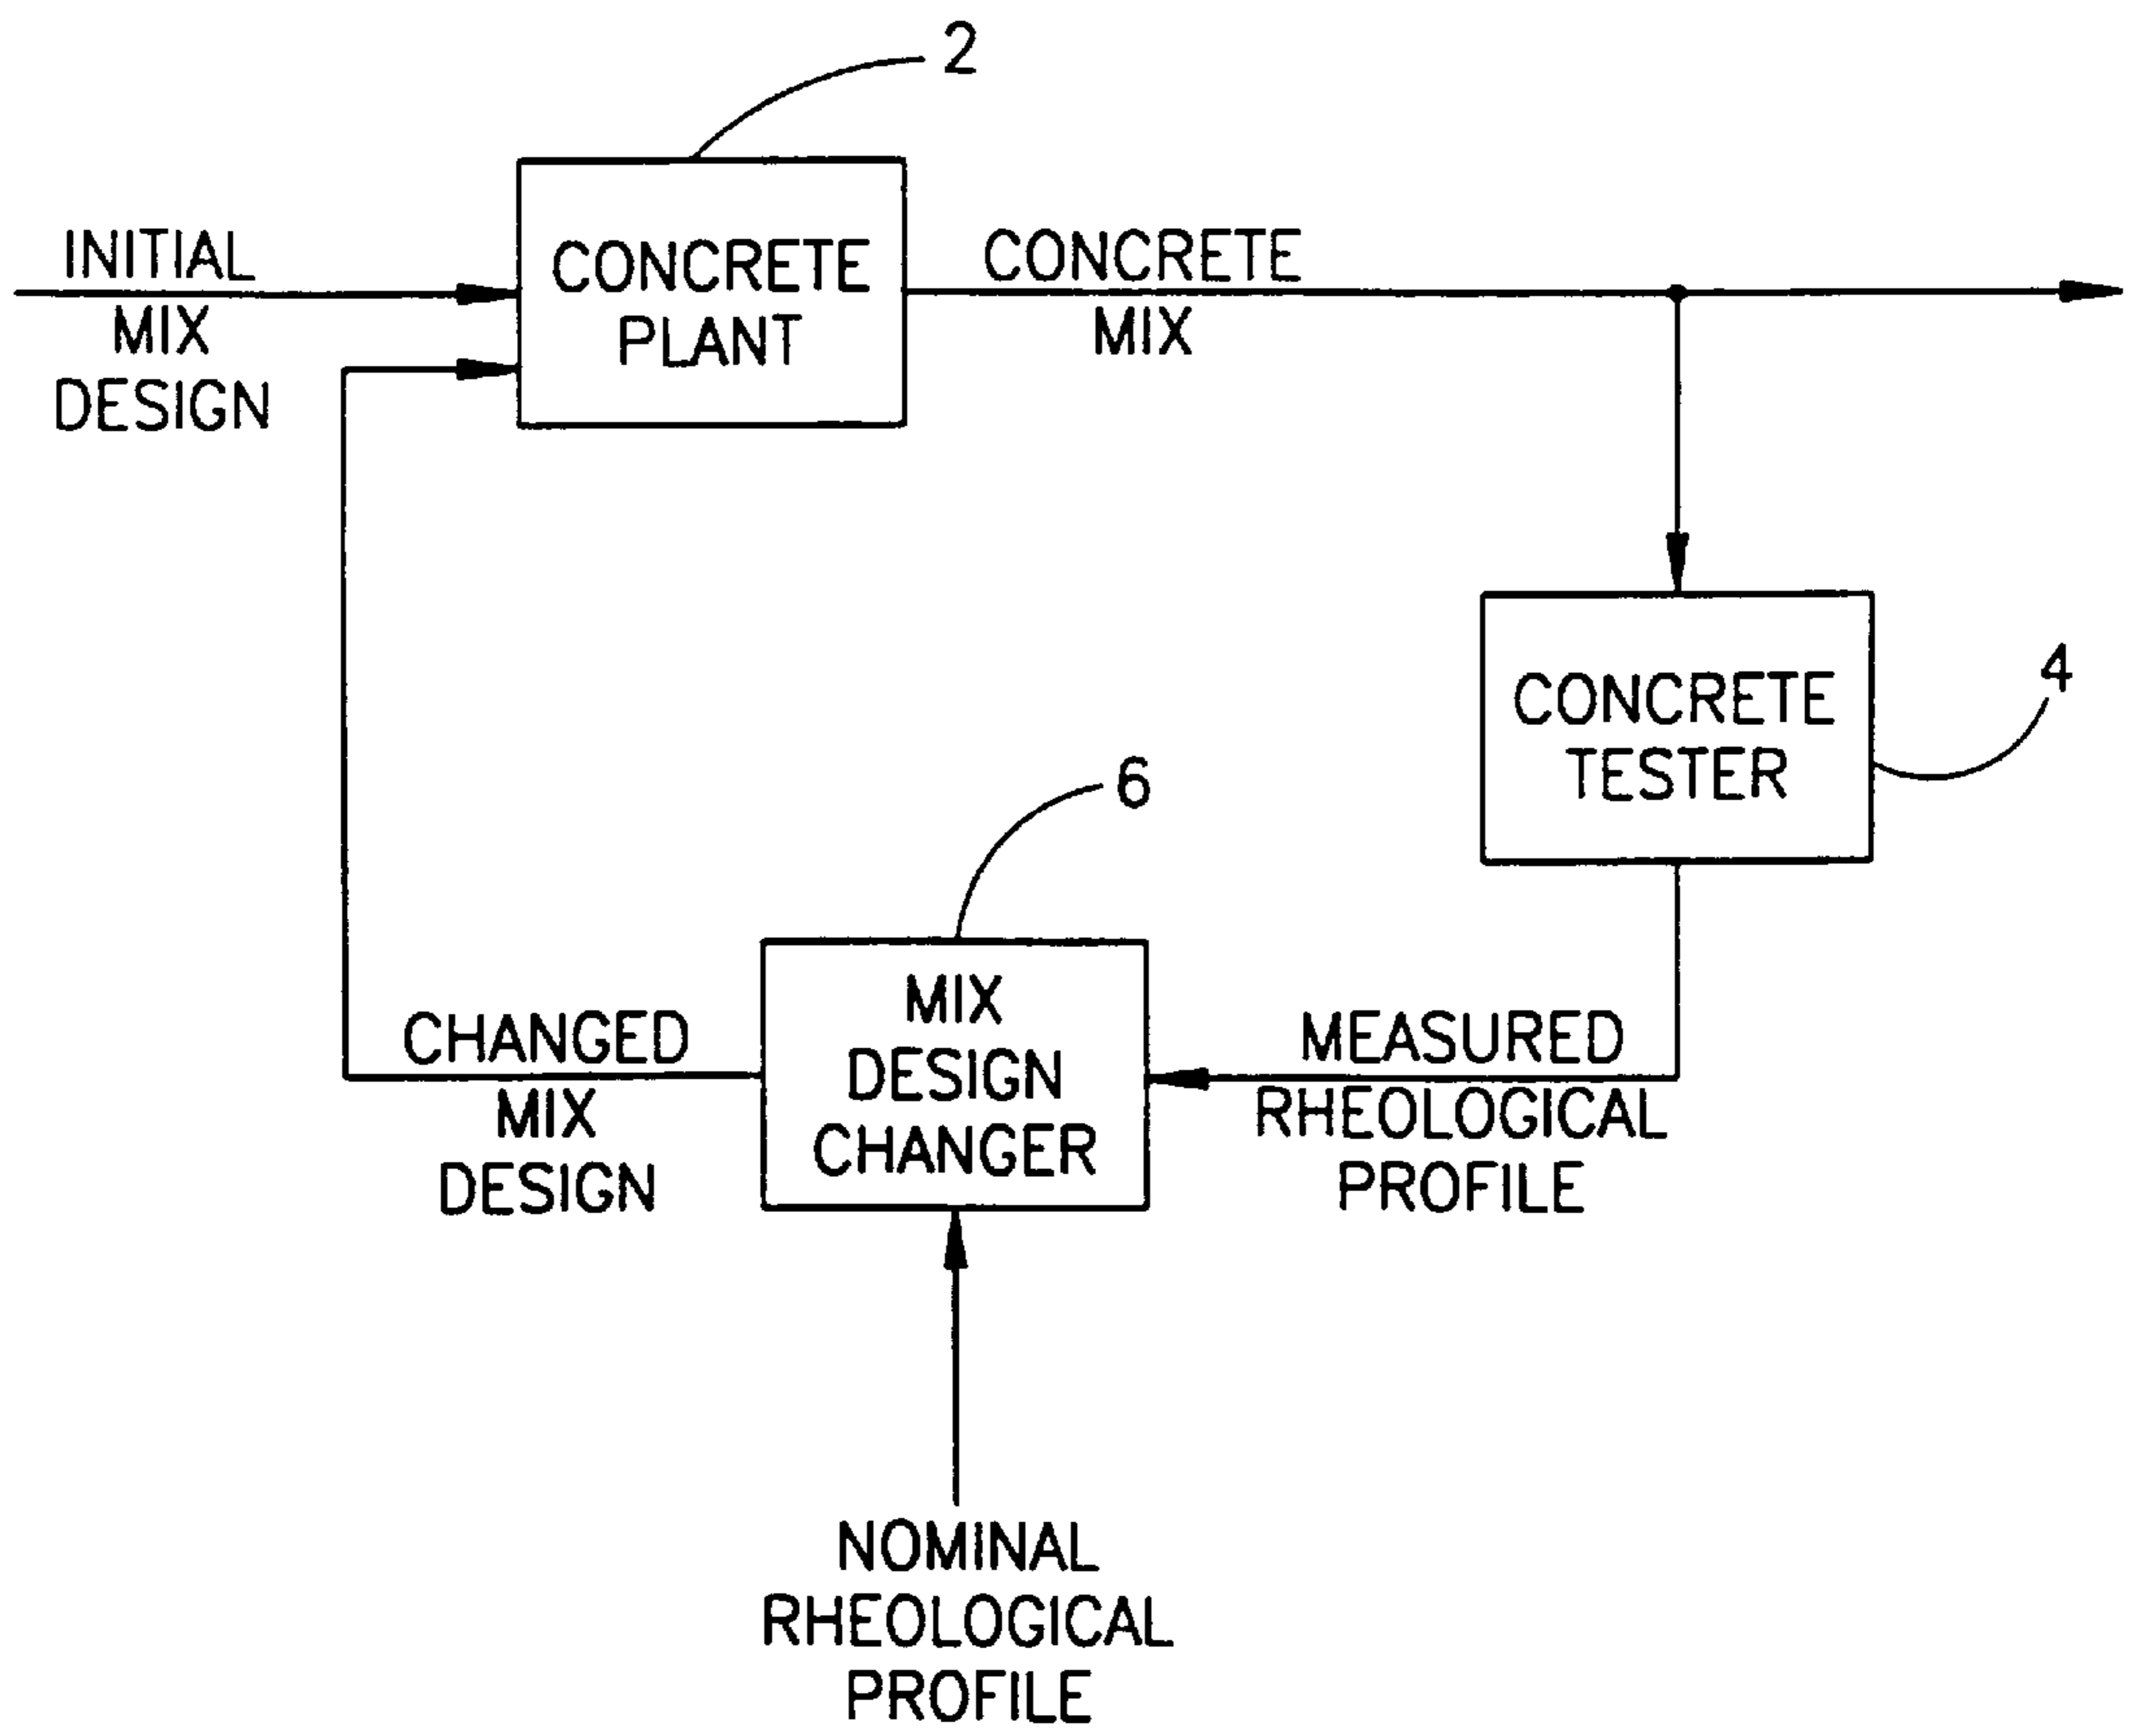 2
INITIAL
MIX
DESIGN
CONCRETE
PLANT
CONCRETE
MIX
CONCRETE
TESTER
4
6
MIX
DESIGN
CHANGER
CHANGED
MIX
DESIGN
MEASURED
RHEOLOGICAL
PROFILE
NOMINAL
RHEOLOGICAL
PROFILE